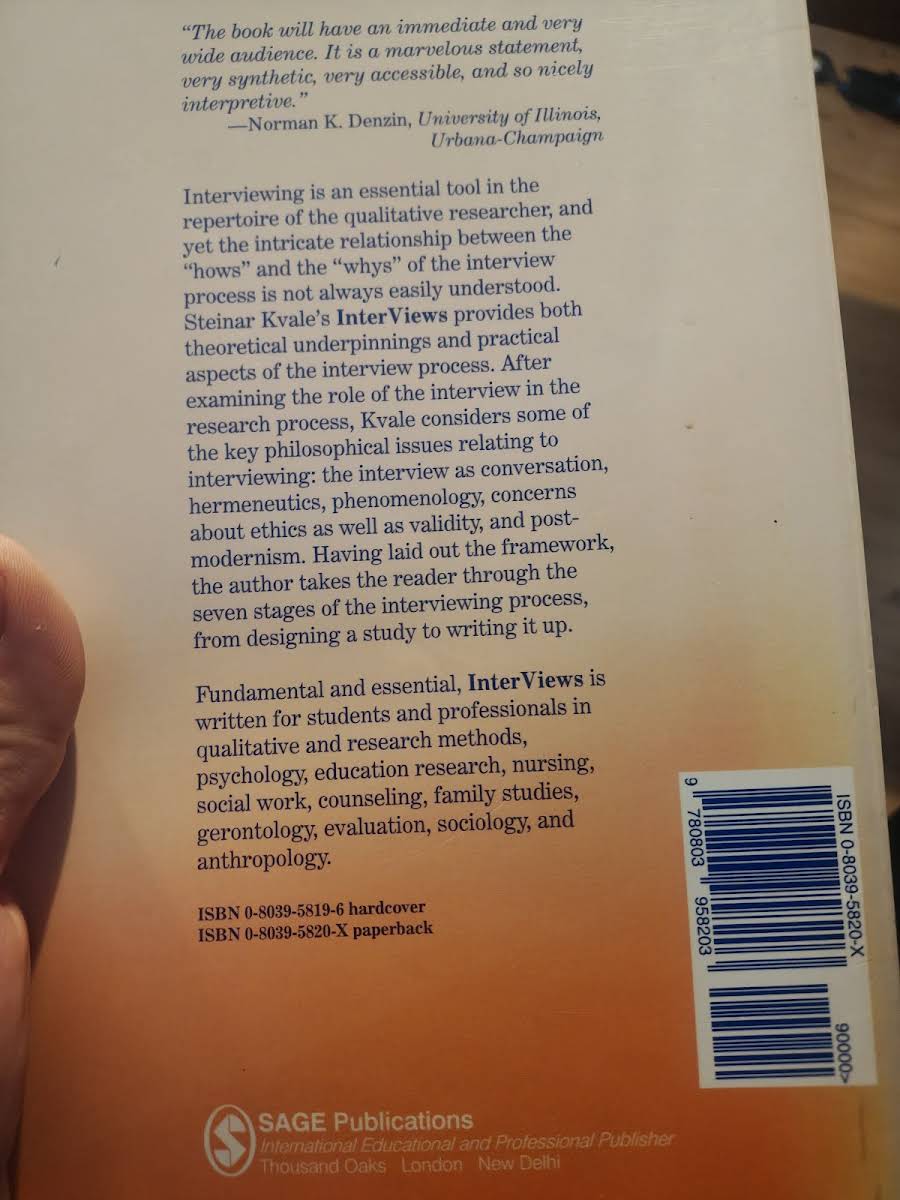 “The book will have an immediate and very
wide audience. It is a marvelous statement,
very synthetic, very accessible, and so nicely
interpretive.”
—Norman K. Denzin, University of Illinois,
Urbana-Champaign
Interviewing is an essential tool in the
repertoire of the qualitative researcher, and
yet the intricate relationship between the
“hows” and the “whys” of the interview
process is not always easily understood.
Steinar Kvale’s InterViews provides both
theoretical underpinnings and practical
aspects of the interview process. After
examining the role of the interview in the
research process, Kvale considers some of
the key philosophical issues relating to
interviewing: the interview as conversation,
hermeneutics, phenomenology, concerns
about ethics as well as validity, and post-
modernism. Having laid out the framework,
the author takes the reader through the
seven stages of the interviewing process,
from designing a study to writing it up.
Fundamental and essential, InterViews is
written for students and professionals in
qualitative and research methods,
psychology, education research, nursing,
social work, counseling, family studies,
gerontology, evaluation, sociology, and
anthropology.
ISBN 0-8039-5819-6 hardcover
ISBN 0-8039-5820-X paperback
ISBN 0-8039-5820-X
90000>
9 780803 958203
S SAGE Publications
International Educational and Professional Publisher
Thousand Oaks London New Delhi